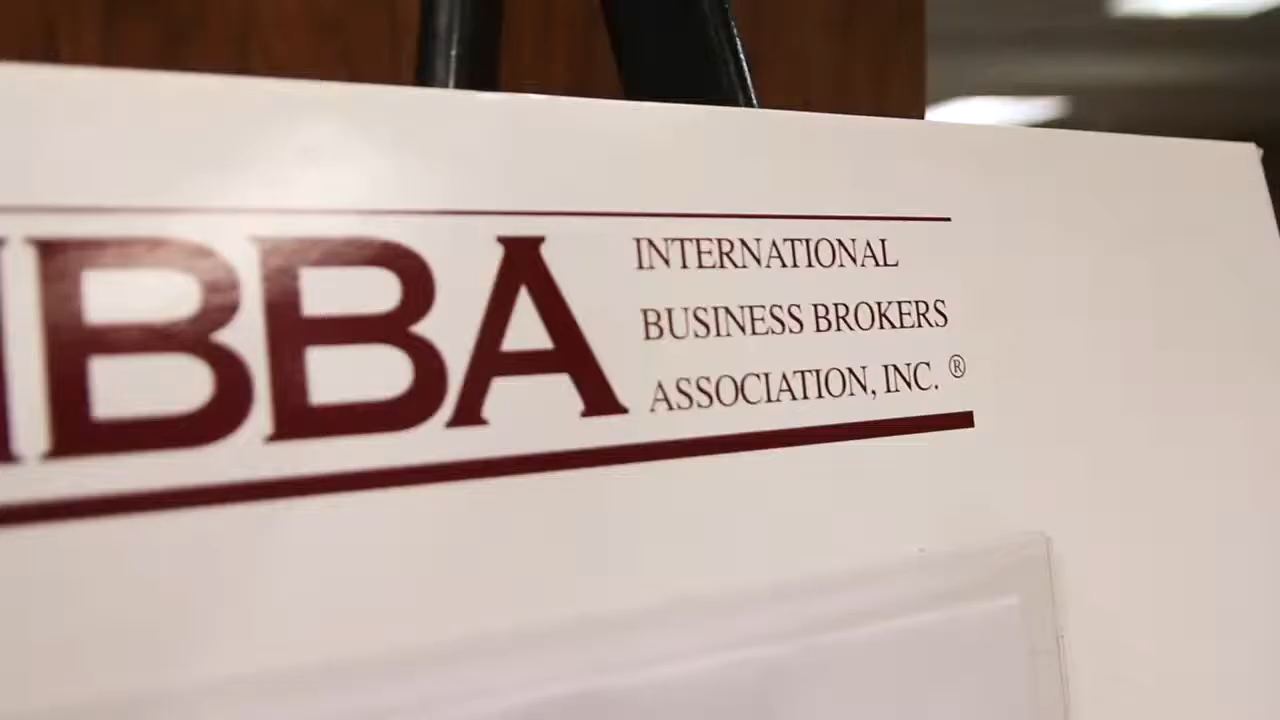 IBBA
INTERNATIONAL
BUSINESS BROKERS
ASSOCIATION, INC. ®